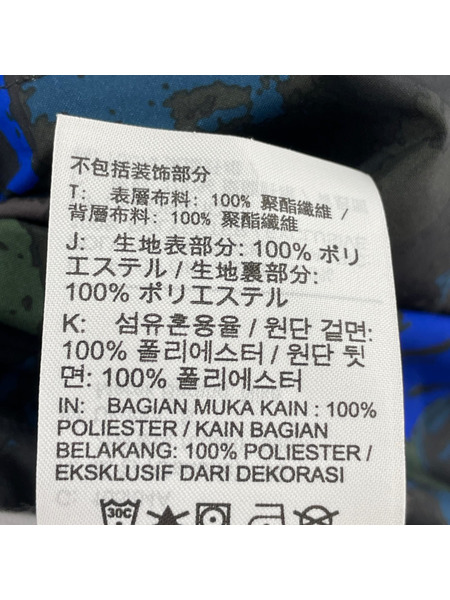 不包括装饰部分
T: 表層布料: 100% 聚酯纖維 /
背層布料: 100% 聚酯纖維
J: 生地表部分: 100% ポリ
エステル / 生地裏部分:
100% ポリエステル
K: 섬유혼용율 / 원단 겉면:
100% 폴리에스터 / 원단 뒷
면: 100% 폴리에스터
IN: BAGIAN MUKA KAIN : 100%
POLIESTER / KAIN BAGIAN
BELAKANG: 100% POLIESTER /
EKSKLUSIF DARI DEKORASI
30C